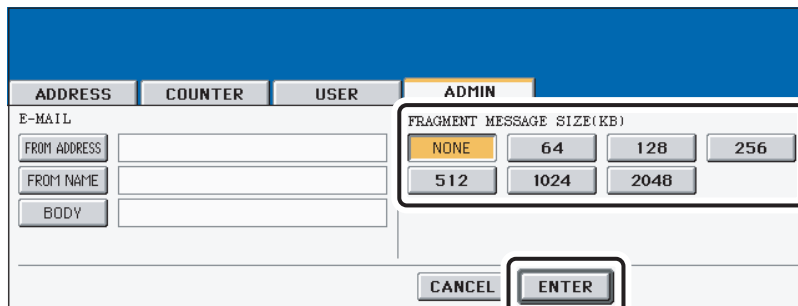 ADDRESS COUNTER USER ADMIN
E-MAIL FRAGMENT MESSAGE SIZE(KB)
FROM ADDRESS NONE 64 128 256
FROM NAME 512 1024 2048
BODY
CANCEL ENTER